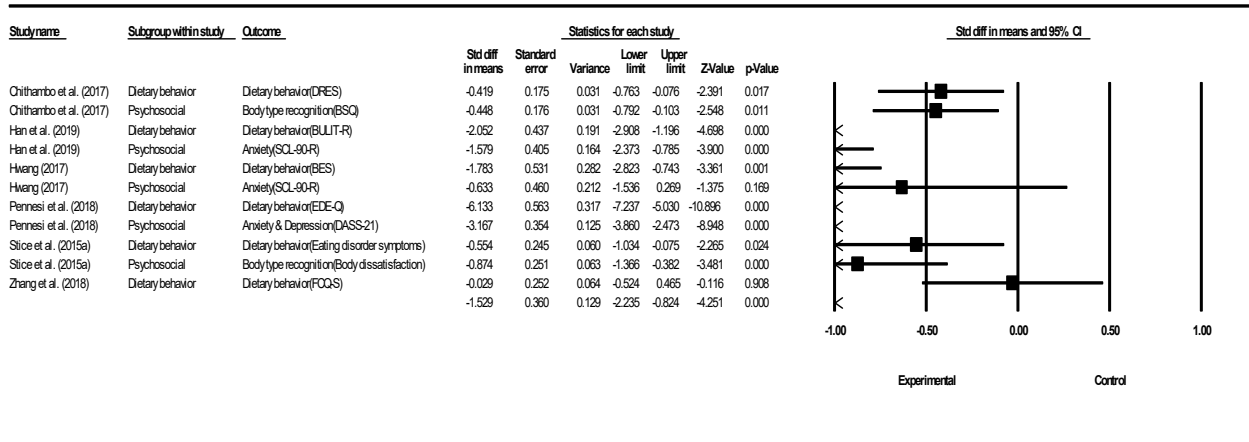 Study name Subgroup within study Outcome Statistics for each study Std diff in means and 95% CI
Std diff in means Standard error Variance Lower limit Upper limit Z-Value p-Value
Chithambo et al. (2017) Dietary behavior Dietary behavior(DRES) -0.419 0.175 0.031 -0.763 -0.076 -2.391 0.017
Chithambo et al. (2017) Psychosocial Body type recognition(BSQ) -0.448 0.176 0.031 -0.792 -0.103 -2.548 0.011
Han et al. (2019) Dietary behavior Dietary behavior(BULIT-R) -2.052 0.437 0.191 -2.908 -1.196 -4.698 0.000
Han et al. (2019) Psychosocial Anxiety(SCL-90-R) -1.579 0.405 0.164 -2.373 -0.785 -3.900 0.000
Hwang (2017) Dietary behavior Dietary behavior(BES) -1.783 0.531 0.282 -2.823 -0.743 -3.361 0.001
Hwang (2017) Psychosocial Anxiety(SCL-90-R) -0.633 0.460 0.212 -1.536 0.269 -1.375 0.169
Pennesi et al. (2018) Dietary behavior Dietary behavior(EDE-Q) -6.133 0.563 0.317 -7.237 -5.030 -10.896 0.000
Pennesi et al. (2018) Psychosocial Anxiety & Depression(DASS-21) -3.167 0.354 0.125 -3.860 -2.473 -8.948 0.000
Stice et al. (2015a) Dietary behavior Dietary behavior(Eating disorder symptoms) -0.554 0.245 0.060 -1.034 -0.075 -2.265 0.024
Stice et al. (2015a) Psychosocial Body type recognition(Body dissatisfaction) -0.874 0.251 0.063 -1.366 -0.382 -3.481 0.000
Zhang et al. (2018) Dietary behavior Dietary behavior(FCQ-S) -0.029 0.252 0.064 -0.524 0.465 -0.116 0.908
-1.529 0.360 0.129 -2.235 -0.824 -4.251 0.000
-1.00 -0.50 0.00 0.50 1.00
Experimental Control